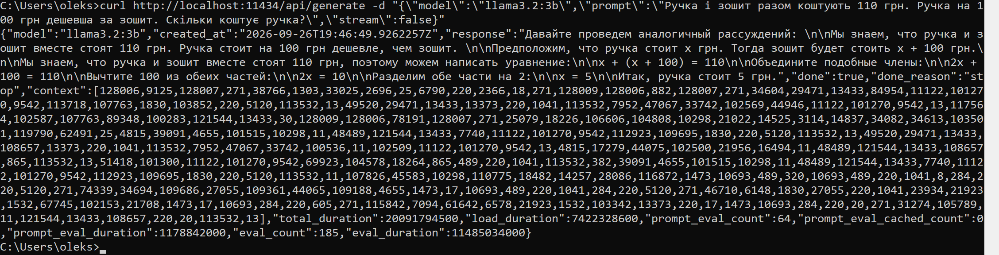 C:\Users\oleks>curl http://localhost:11434/api/generate -d "{\"model\":\"llama3.2:3b\",\"prompt\":\"Ручка і зошит разом коштують 110 грн. Ручка на 1
00 грн дешевша за зошит. Скільки коштує ручка?\",\"stream\":false}"
{"model":"llama3.2:3b","created_at":"2026-09-26T19:46:49.9262257Z","response":"Давайте проведем аналогичный рассуждений: \n\nМы знаем, что ручка и з
ошит вместе стоят 110 грн. Ручка стоит на 100 грн дешевле, чем зошит. \n\nПредположим, что ручка стоит x грн. Тогда зошит будет стоить x + 100 грн.\
n\nМы знаем, что ручка и зошит вместе стоят 110 грн, поэтому можем написать уравнение:\n\nx + (x + 100) = 110\n\nОбъедините подобные члены:\n\n2x +
100 = 110\n\nВычтите 100 из обеих частей:\n\n2x = 10\n\nРазделим обе части на 2:\n\nx = 5\n\nИтак, ручка стоит 5 грн.","done":true,"done_reason":"st
op","context":[128006,9125,128007,271,38766,1303,33025,2696,25,6790,220,2366,18,271,128009,128006,882,128007,271,34604,29471,13433,84954,11122,10127
0,9542,113718,107763,1830,103852,220,5120,113532,13,49520,29471,13433,13373,220,1041,113532,7952,47067,33742,102569,44946,11122,101270,9542,13,11756
4,102587,107763,89348,100283,121544,13433,30,128009,128006,78191,128007,271,25079,18226,106606,104808,10298,21022,14525,3114,14837,34082,34613,10350
1,119790,62491,25,4815,39091,4655,101515,10298,11,48489,121544,13433,7740,11122,101270,9542,112923,109695,1830,220,5120,113532,13,49520,29471,13433,
108657,13373,220,1041,113532,7952,47067,33742,100536,11,102509,11122,101270,9542,13,4815,17279,44075,102500,21956,16494,11,48489,121544,13433,108657
,865,113532,13,51418,101300,11122,101270,9542,69923,104578,18264,865,489,220,1041,113532,382,39091,4655,101515,10298,11,48489,121544,13433,7740,1112
2,101270,9542,112923,109695,1830,220,5120,113532,11,107826,45583,10298,110775,18482,14257,28086,116872,1473,10693,489,320,10693,489,220,1041,8,284,2
20,5120,271,74339,34694,109686,27055,109361,44065,109188,4655,1473,17,10693,489,220,1041,284,220,5120,271,46710,6148,1830,27055,220,1041,23934,21923
,1532,67745,102153,21708,1473,17,10693,284,220,605,271,115842,7094,61642,6578,21923,1532,103342,13373,220,17,1473,10693,284,220,20,271,31274,105789,
11,121544,13433,108657,220,20,113532,13],"total_duration":20091794500,"load_duration":7422328600,"prompt_eval_count":64,"prompt_eval_cached_count":0
,"prompt_eval_duration":1178842000,"eval_count":185,"eval_duration":11485034000}
C:\Users\oleks>